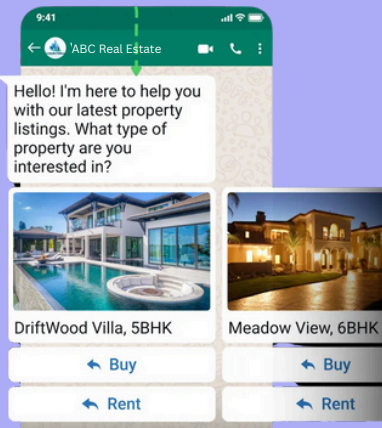 9:41
'ABC Real Estate
Hello! I'm here to help you
with our latest property
listings. What type of
property are you
interested in?
DriftWood Villa, 5BHK
Meadow View, 6BHK
Buy
Buy
Rent
Rent